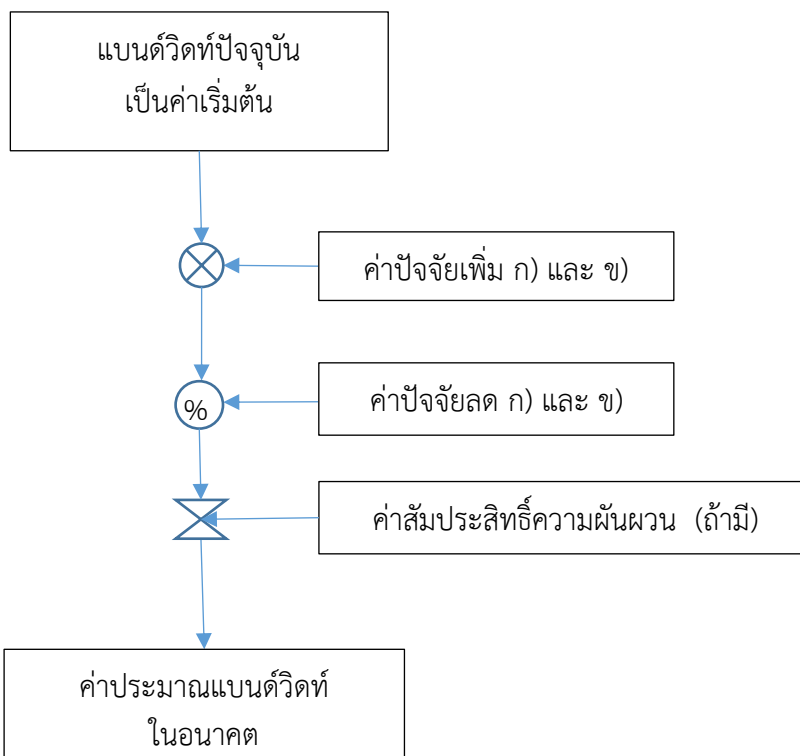 แบนด์วิดท์ปัจจุบัน
เป็นค่าเริ่มต้น
ค่าปัจจัยเพิ่ม ก) และ ข)
%
ค่าปัจจัยลด ก) และ ข)
ค่าสัมประสิทธิ์ความผันผวน (ถ้ามี)
ค่าประมาณแบนด์วิดท์
ในอนาคต